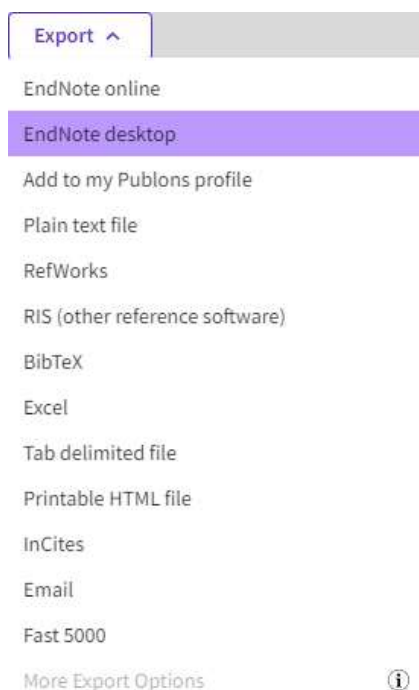 Export
EndNote online
EndNote desktop
Add to my Publons profile
Plain text file
RefWorks
RIS (other reference software)
BibTeX
Excel
Tab delimited file
Printable HTML file
InCites
Email
Fast 5000
More Export Options